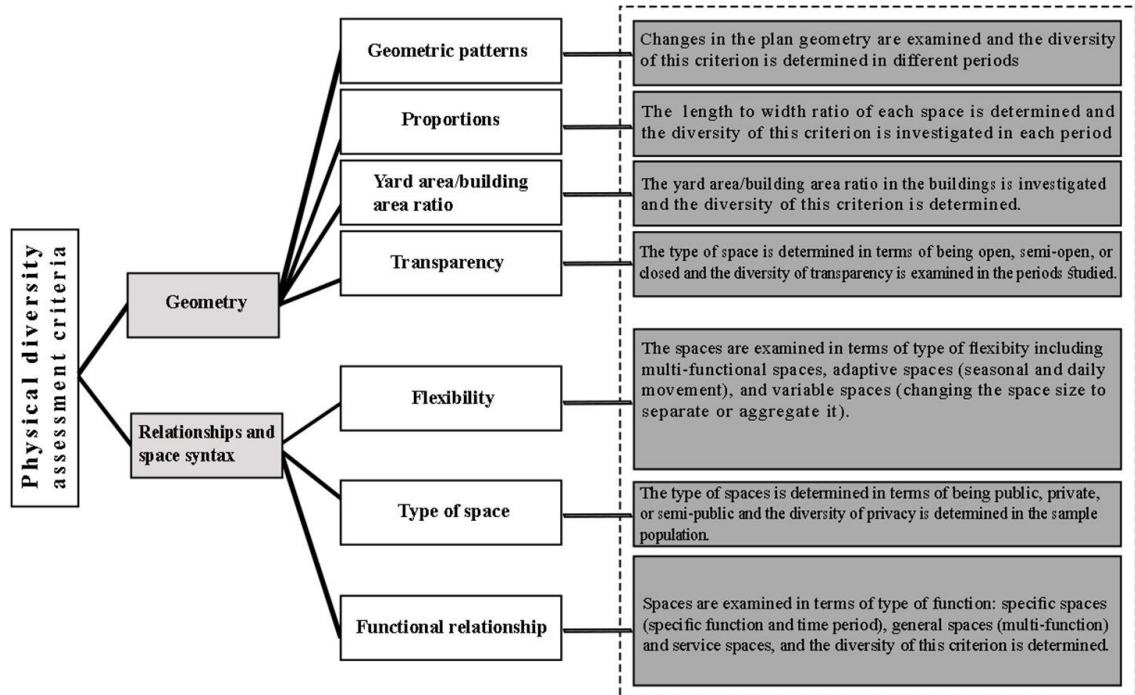 Physical diversity
assessment criteria
Geometry
Relationships and
space syntax
Geometric patterns
Changes in the plan geometry are examined and the diversity
of this criterion is determined in different periods
Proportions
The length to width ratio of each space is determined and
the diversity of this criterion is investigated in each period
Yard area/building
area ratio
The yard area/building area ratio in the buildings is investigated
and the diversity of this criterion is determined.
Transparency
The type of space is determined in terms of being open, semi-open, or
closed and the diversity of transparency is examined in the periods studied.
Flexibility
The spaces are examined in terms of type of flexibity including
multi-functional spaces, adaptive spaces (seasonal and daily
movement), and variable spaces (changing the space size to
separate or aggregate it).
Type of space
The type of spaces is determined in terms of being public, private,
or semi-public and the diversity of privacy is determined in the sample
population.
Functional relationship
Spaces are examined in terms of type of function: specific spaces
(specific function and time period), general spaces (multi-function)
and service spaces, and the diversity of this criterion is determined.